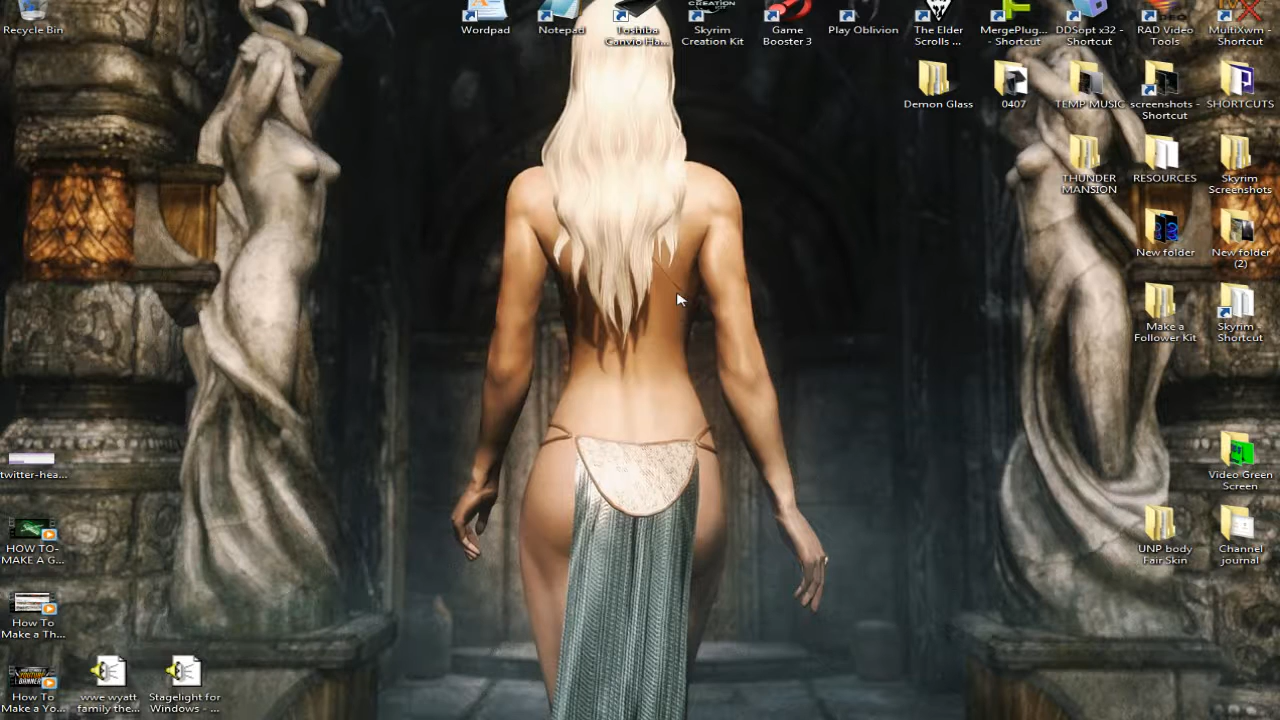 Recycle Bin
Wordpad
Notepad
Toshiba
Canvio Ha...
CREATION
Skyrim
Creation Kit
Game
Booster 3
Play Oblivion
The Elder
Scrolls ...
MergePlug...
- Shortcut
DDSopt x32 -
Shortcut
RAD Video
Tools
MultiXwm -
Shortcut
Demon Glass
0407
TEMP MUSIC
screenshots -
Shortcut
SHORTCUTS
THUNDER
MANSION
RESOURCES
Skyrim
Screenshots
New folder
New folder
(2)
Make a
Follower Kit
Skyrim -
Shortcut
twitter-hea...
Video Green
Screen
HOW TO-
MAKE A G...
UNP body
Fair Skin
Channel
journal
How To
Make a Th...
How To
Make a Yo...
wwe wyatt
family the...
Stagelight for
Windows - ...